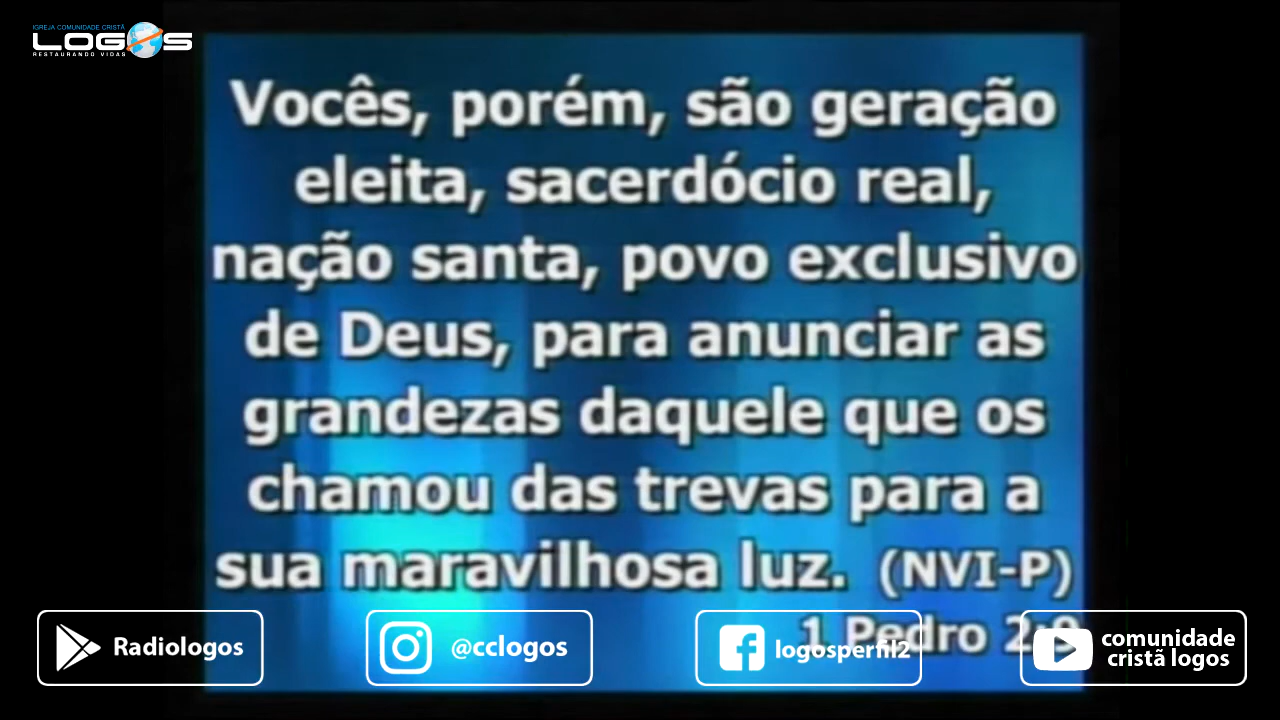 IGREJA COMUNIDADE CRISTÃ
LOGOS
RESTAURANDO VIDAS
Vocês, porém, são geração
eleita, sacerdócio real,
nação santa, povo exclusivo
de Deus, para anunciar as
grandezas daquele que os
chamou das trevas para a
sua maravilhosa luz. (NVI-P)
1 Pedro 2:9
Radiologos
@cclogos
logosperfil2
comunidade
cristã logos